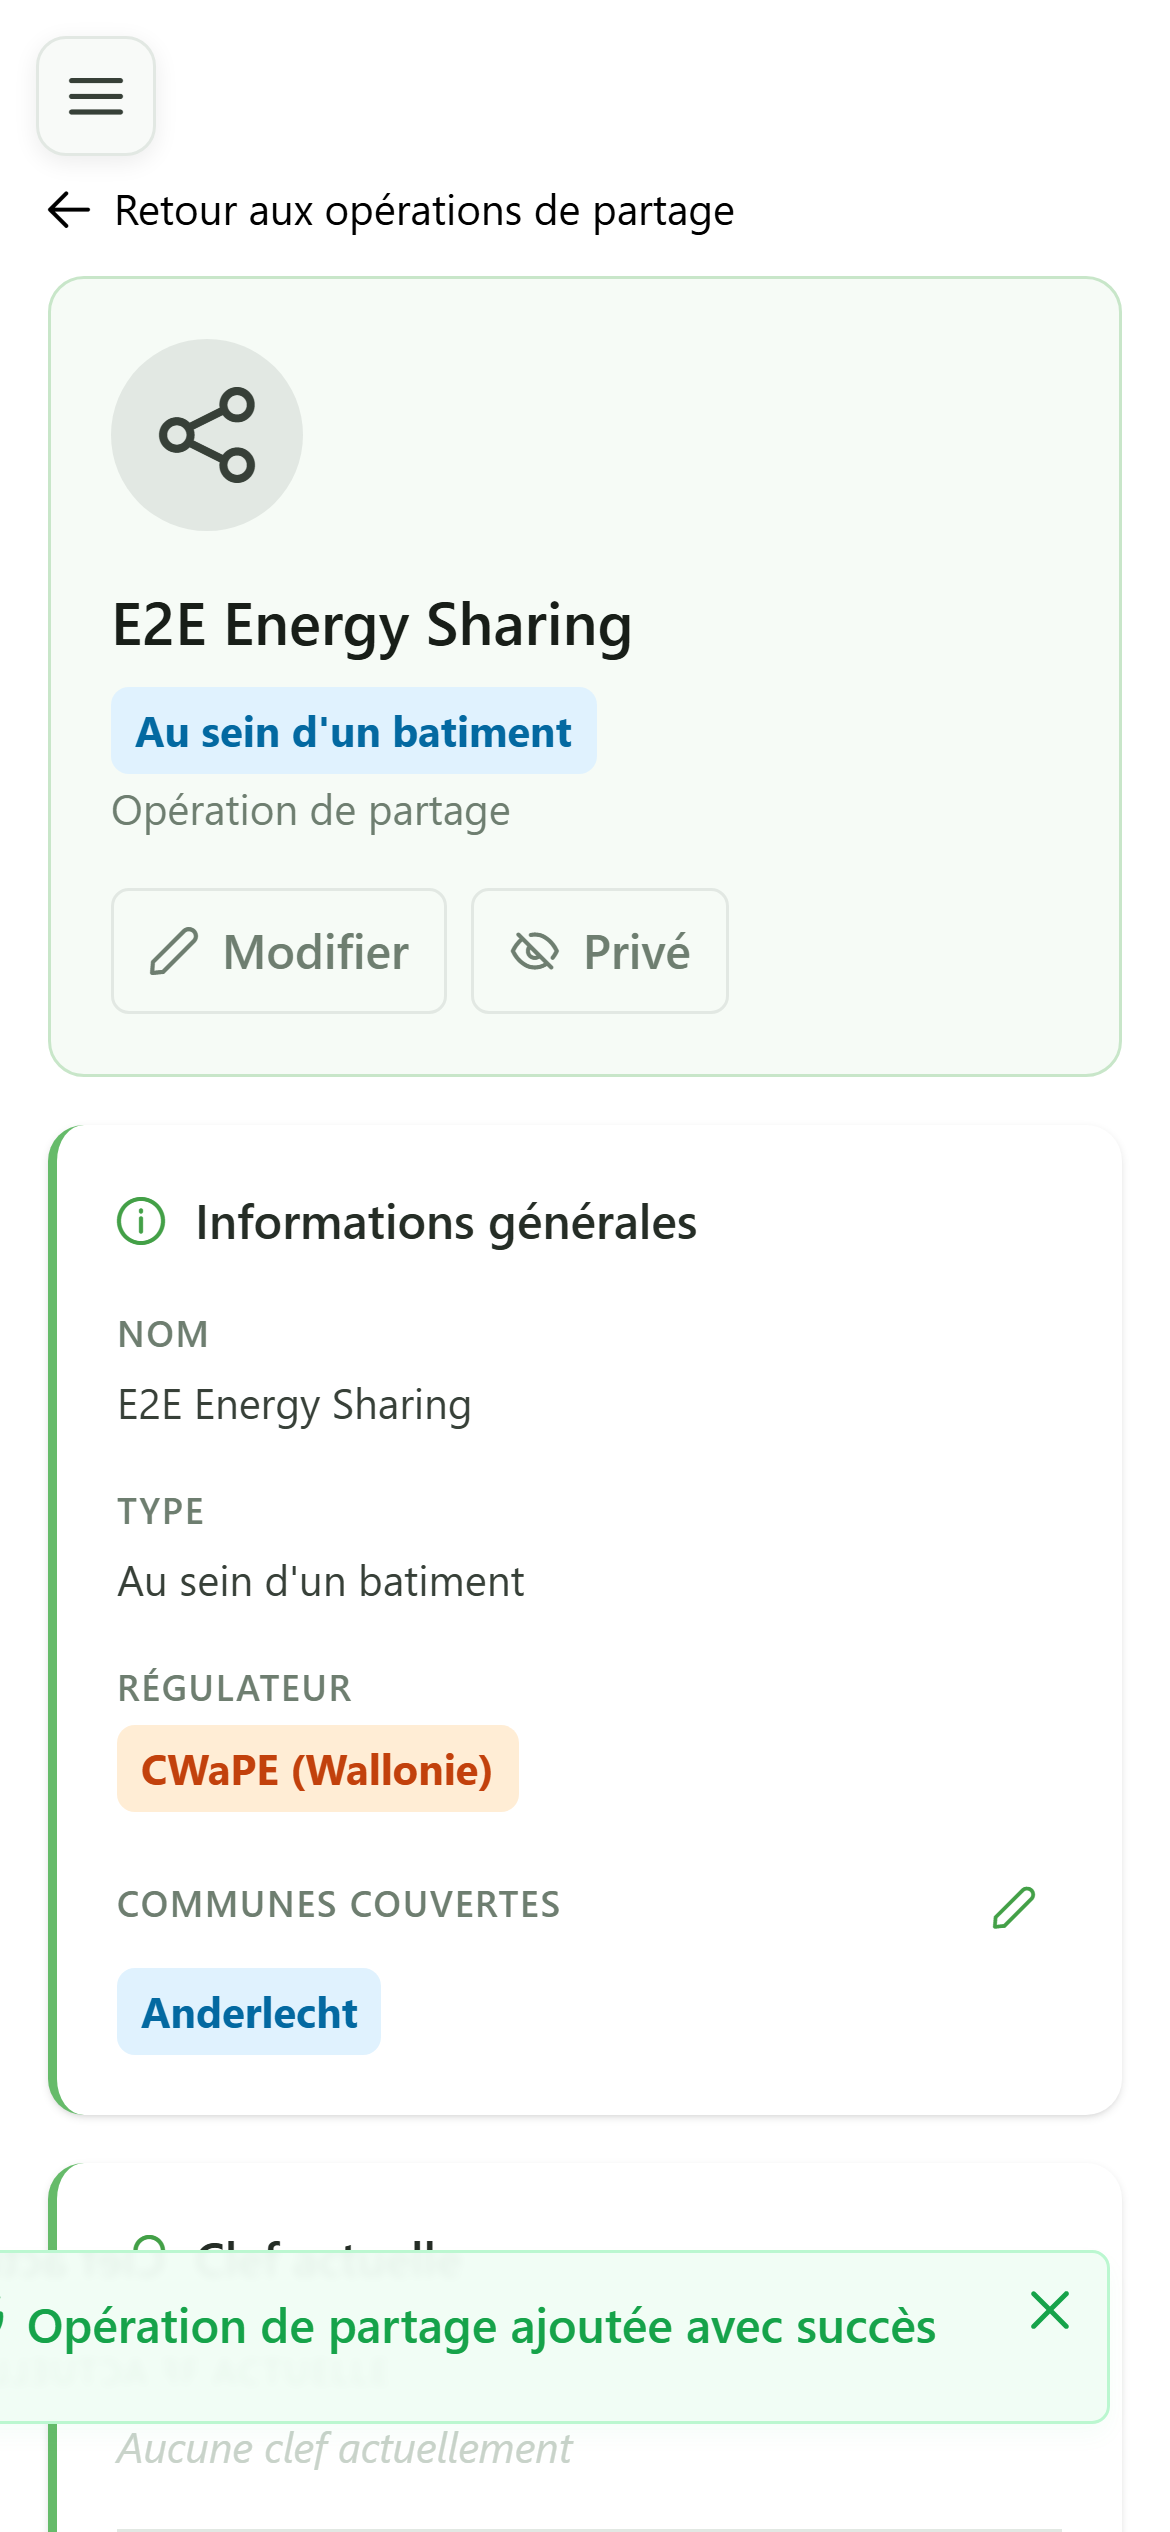 Retour aux opérations de partage
E2E Energy Sharing
Au sein d'un batiment
Opération de partage
Modifier
Privé
Informations générales
NOM
E2E Energy Sharing
TYPE
Au sein d'un batiment
RÉGULATEUR
CWaPE (Wallonie)
COMMUNES COUVERTES
Anderlecht
Clef actuelle
Opération de partage ajoutée avec succès
Aucune clef actuellement